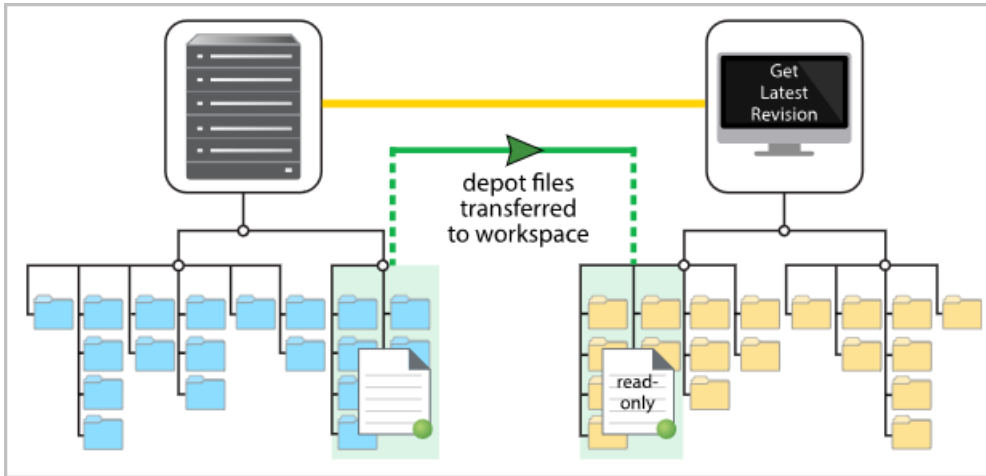 Get
Latest
Revision
depot files
transferred
to workspace
read-
only